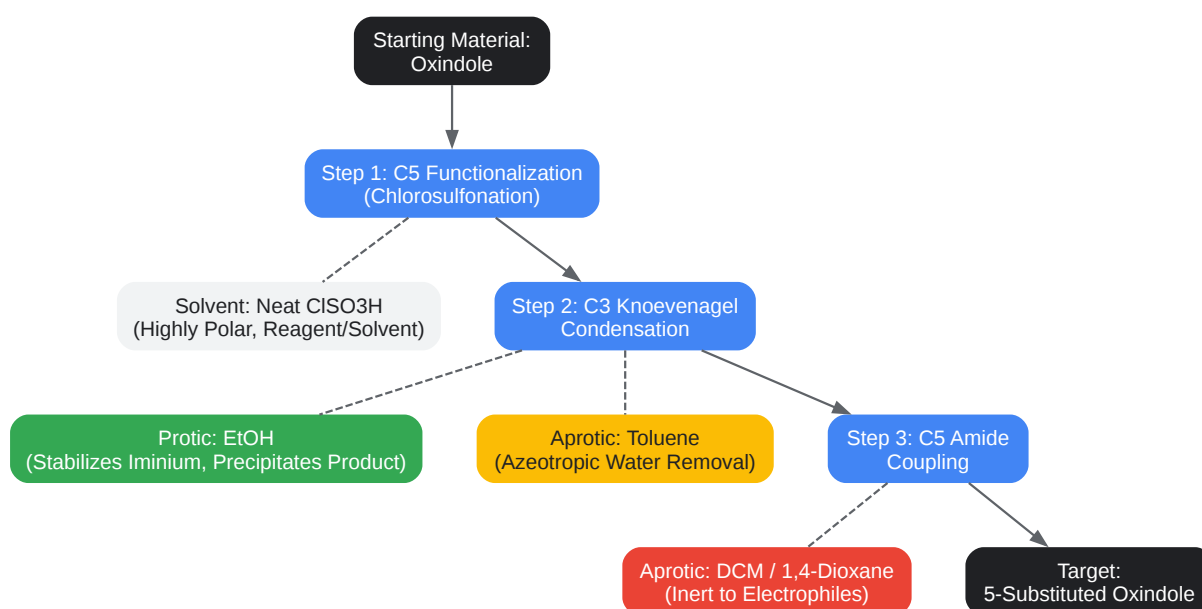 Starting Material:
Oxindole
Step 1: C5 Functionalization
(Chlorosulfonation)
Solvent: Neat ClSO3H
(Highly Polar, Reagent/Solvent)
Step 2: C3 Knoevenagel
Condensation
Protic: EtOH
(Stabilizes Iminium, Precipitates Product)
Aprotic: Toluene
(Azeotropic Water Removal)
Step 3: C5 Amide
Coupling
Aprotic: DCM / 1,4-Dioxane
(Inert to Electrophiles)
Target:
5-Substituted Oxindole